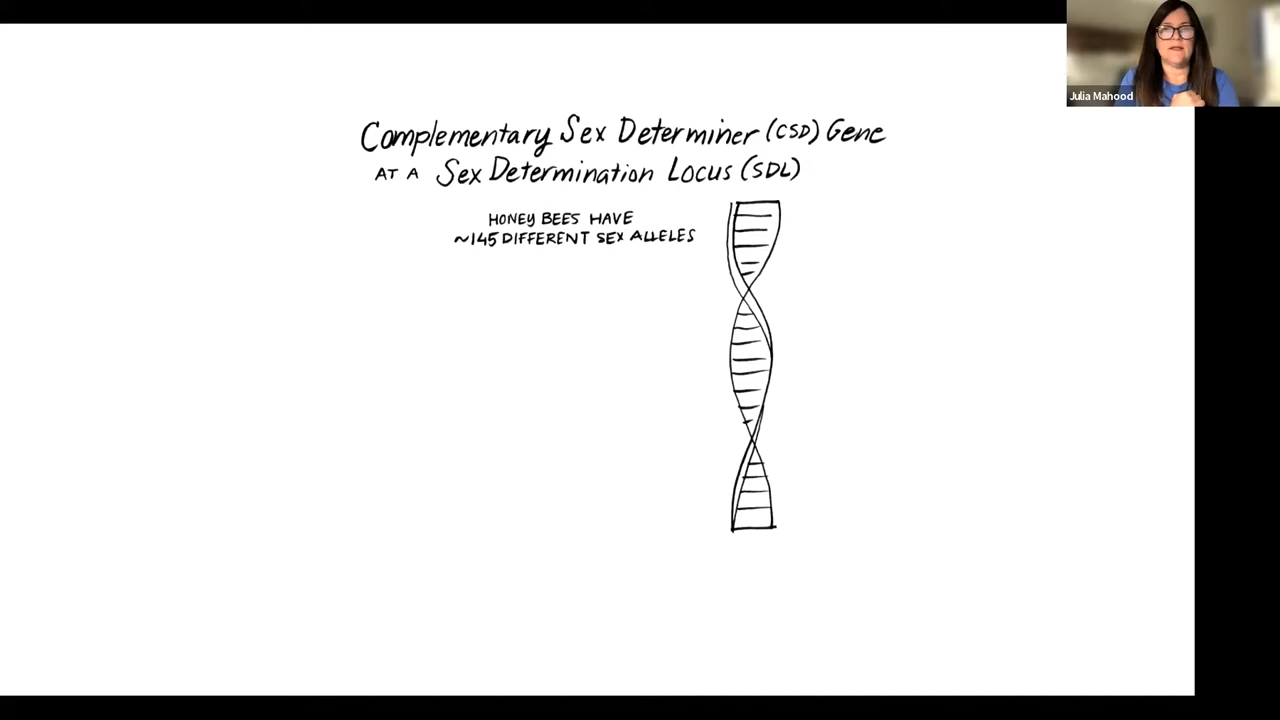 Complementary Sex Determiner (CSD) Gene
AT A Sex Determination Locus (SDL)
HONEY BEES HAVE
~145 DIFFERENT SEX ALLELES
Julia Mahood